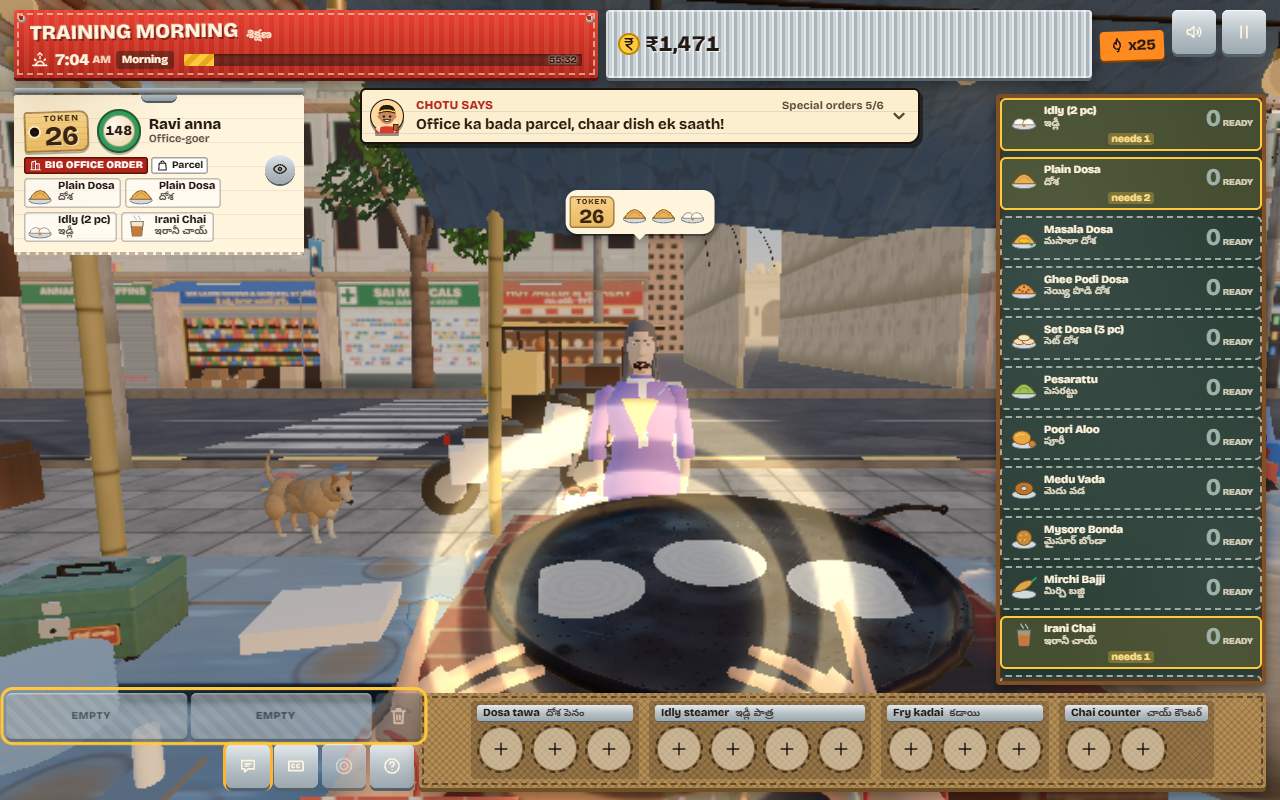 TRAINING MORNING శిక్షణ
7:04 AM Morning 55:32
₹1,471
x25
TOKEN
26
148
Ravi anna
Office-goer
BIG OFFICE ORDER Parcel
Plain Dosa
దోశ
Plain Dosa
దోశ
Idly (2 pc)
ఇడ్లీ
Irani Chai
ఇరానీ చాయ్
CHOTU SAYS Special orders 5/6
Office ka bada parcel, chaar dish ek saath!
TOKEN
26
Idly (2 pc)
ఇడ్లీ
0 READY
needs 1
Plain Dosa
దోశ
0 READY
needs 2
Masala Dosa
మసాలా దోశ
0 READY
Ghee Podi Dosa
నెయ్యి పొడి దోశ
0 READY
Set Dosa (3 pc)
సెట్ దోశ
0 READY
Pesarattu
పెసరట్టు
0 READY
Poori Aloo
పూరీ
0 READY
Medu Vada
మెదు వడ
0 READY
Mysore Bonda
మైసూర్ బోండా
0 READY
Mirchi Bajji
మిర్చి బజ్జి
0 READY
Irani Chai
ఇరానీ చాయ్
0 READY
needs 1
EMPTY
EMPTY
Dosa tawa దోశ పెనం
Idly steamer ఇడ్లీ పాత్ర
Fry kadai కడాయి
Chai counter చాయ్ కౌంటర్